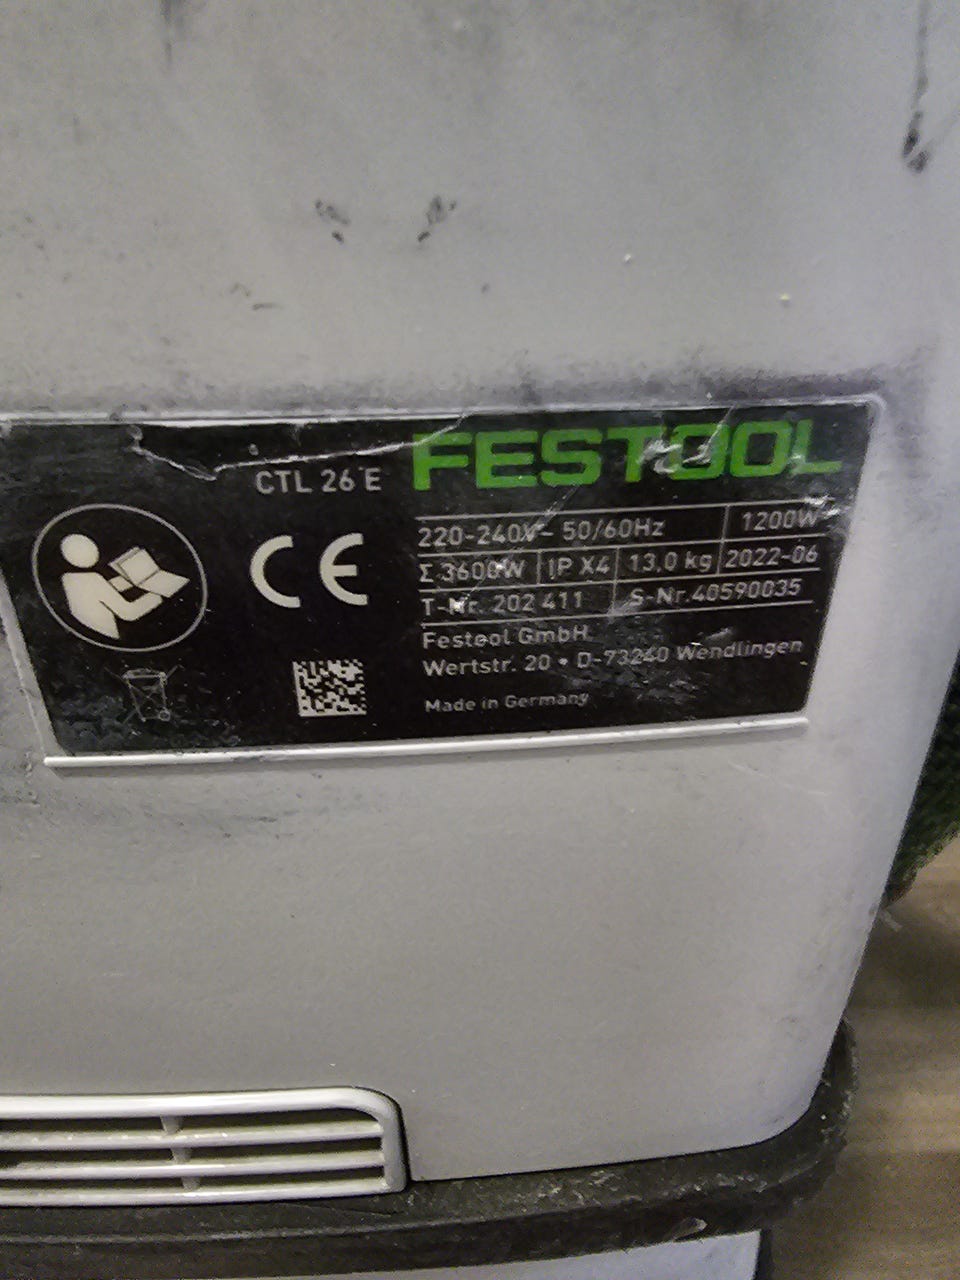 FESTOOL
CTL 26 E
220-240V~ 50/60Hz 1200W
Σ 3600W IP X4 13,0 kg 2022-06
T-Nr. 202 411 S-Nr. 40590035
CE
Festool GmbH
Wertstr. 20 • D-73240 Wendlingen
Made in Germany